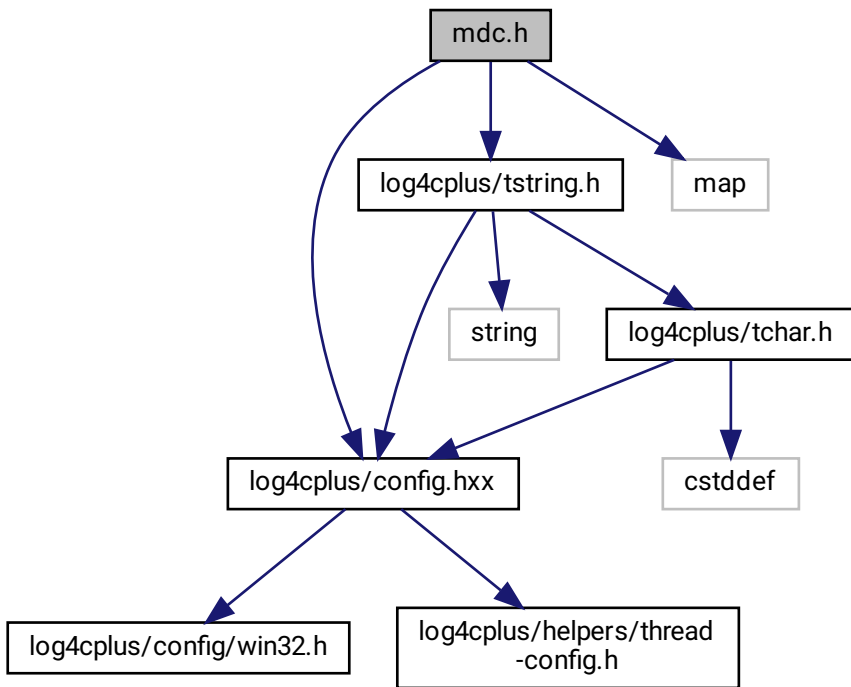 mdc.h
log4cplus/tstring.h
map
string
log4cplus/tchar.h
log4cplus/config.hxx
cstddef
log4cplus/config/win32.h
log4cplus/helpers/thread
-config.h